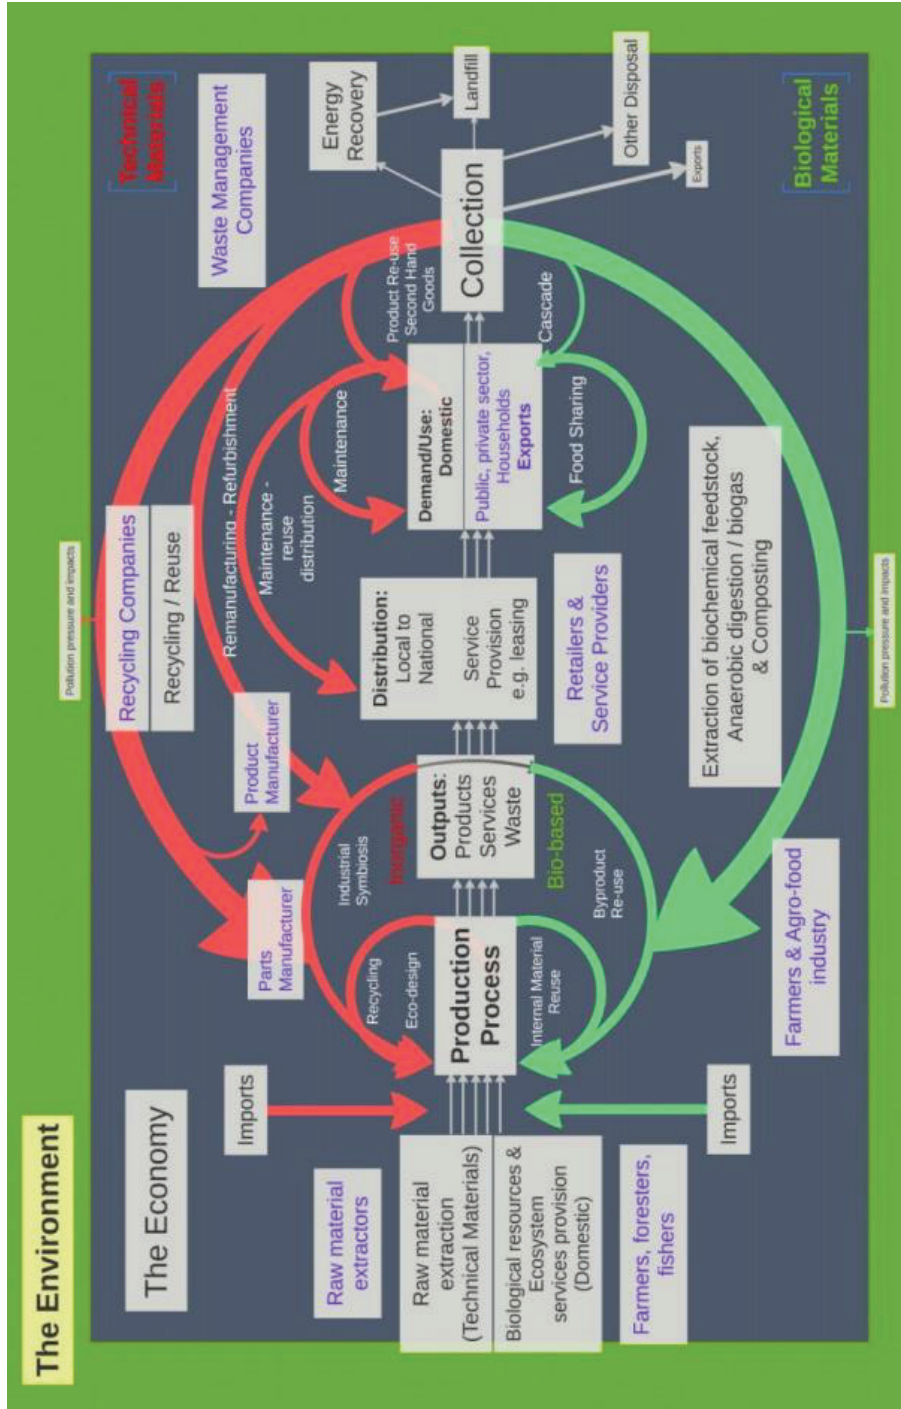 The Environment
The Economy
Technical
Materials
Waste Management
Companies
Pollution pressure and impacts
Recycling Companies
Recycling / Reuse
Remanufacturing - Refurbishment
Maintenance -
reuse
distribution
Maintenance
Product Re-use
Second Hand
Goods
Energy
Recovery
Landfill
Other Disposal
Exports
Collection
Product
Manufacturer
Parts
Manufacturer
Imports
Raw material
extractors
Raw material
extraction
(Technical Materials)
Biological resources &
Ecosystem
services provision
(Domestic)
Farmers, foresters,
fishers
Imports
Industrial
Symbiosis
Inorganic
Recycling
Eco-design
Production
Process
Internal Material
Reuse
Byproduct
Re-use
Bio-based
Outputs:
Products
Services
Waste
Distribution:
Local to
National
Service
Provision
e.g. leasing
Retailers &
Service Providers
Demand/Use:
Domestic
Public, private sector,
Households
Exports
Cascade
Food Sharing
Extraction of biochemical feedstock,
Anaerobic digestion / biogas
& Composting
Farmers & Agro-food
industry
Biological
Materials
Pollution pressure and impacts